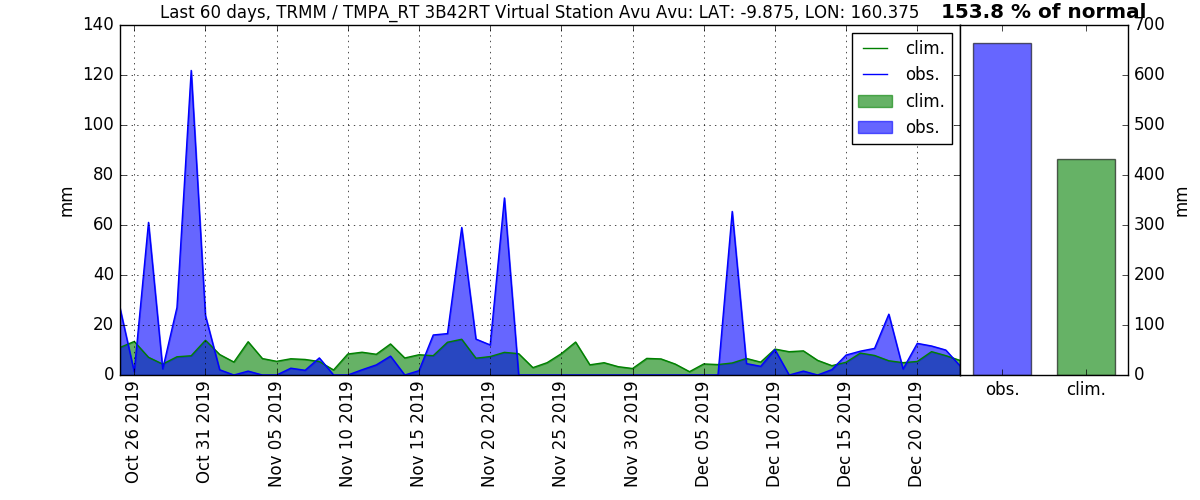 Last 60 days, TRMM / TMPA_RT 3B42RT Virtual Station Avu Avu: LAT: -9.875, LON: 160.375
153.8 % of normal
140
120
100
80
60
40
20
0
mm
clim.
obs.
clim.
obs.
Oct 26 2019
Oct 31 2019
Nov 05 2019
Nov 10 2019
Nov 15 2019
Nov 20 2019
Nov 25 2019
Nov 30 2019
Dec 05 2019
Dec 10 2019
Dec 15 2019
Dec 20 2019
700
600
500
400
300
200
100
0
mm
obs.
clim.